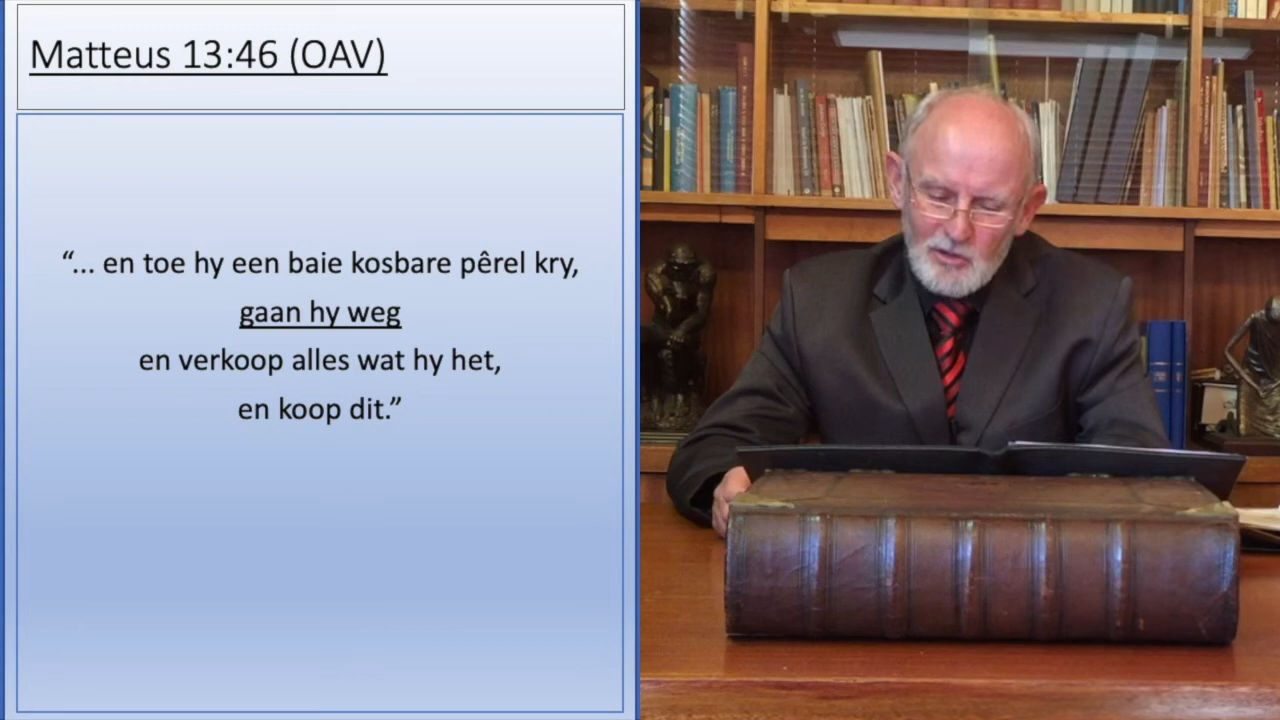 Matteus 13:46 (OAV)
“... en toe hy een baie kosbare pêrel kry,
gaan hy weg
en verkoop alles wat hy het,
en koop dit.”